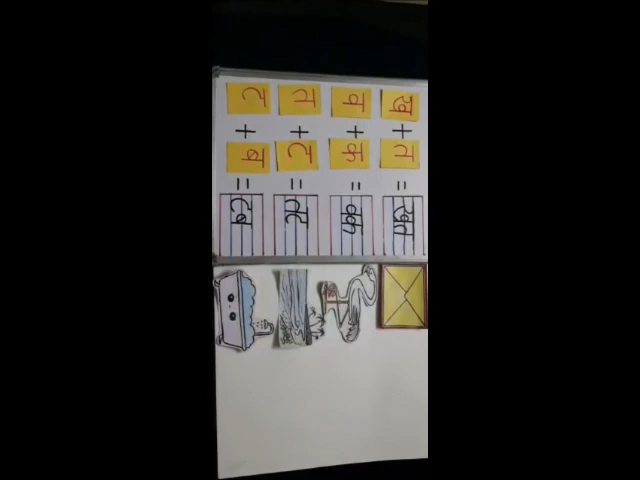 ख + त = खत
ब + क = बक
त + ट = तट
ट + ब = टब